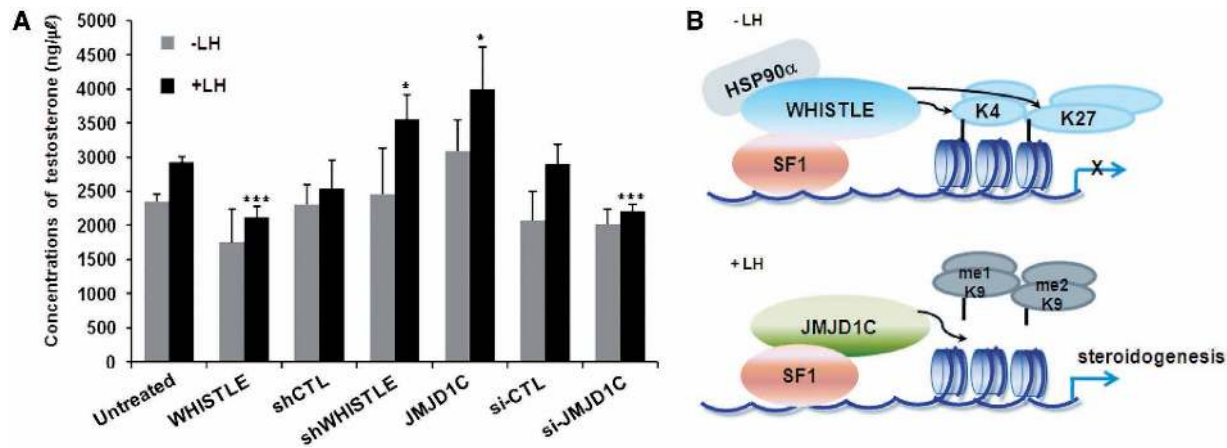 A
Concentrations of testosterone (ng/µℓ)
5000
4500
4000
3500
3000
2500
2000
1500
1000
500
0
-LH
+LH
***
*
*
***
Untreated
WHISTLE
shCTL
shWHISTLE
JMJD1C
si-CTL
si-JMJD1C
B
- LH
HSP90α
WHISTLE
K4
K27
SF1
X
+ LH
me1
K9
me2
K9
JMJD1C
SF1
steroidogenesis